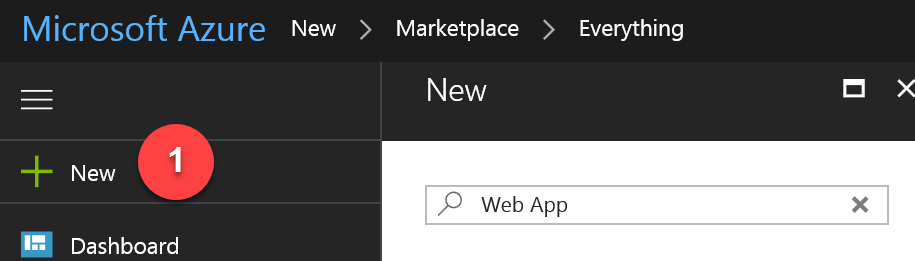 Microsoft Azure New > Marketplace > Everything
New
New
1
Web App
Dashboard